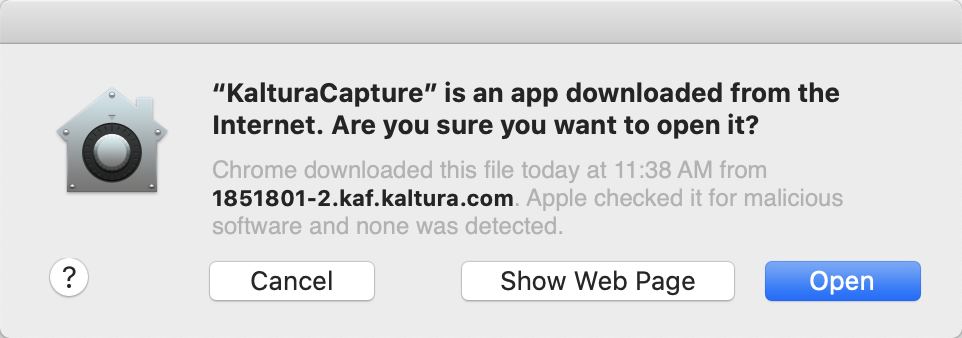 “KalturaCapture” is an app downloaded from the
Internet. Are you sure you want to open it?
Chrome downloaded this file today at 11:38 AM from
1851801-2.kaf.kaltura.com. Apple checked it for malicious
software and none was detected.
? Cancel Show Web Page Open